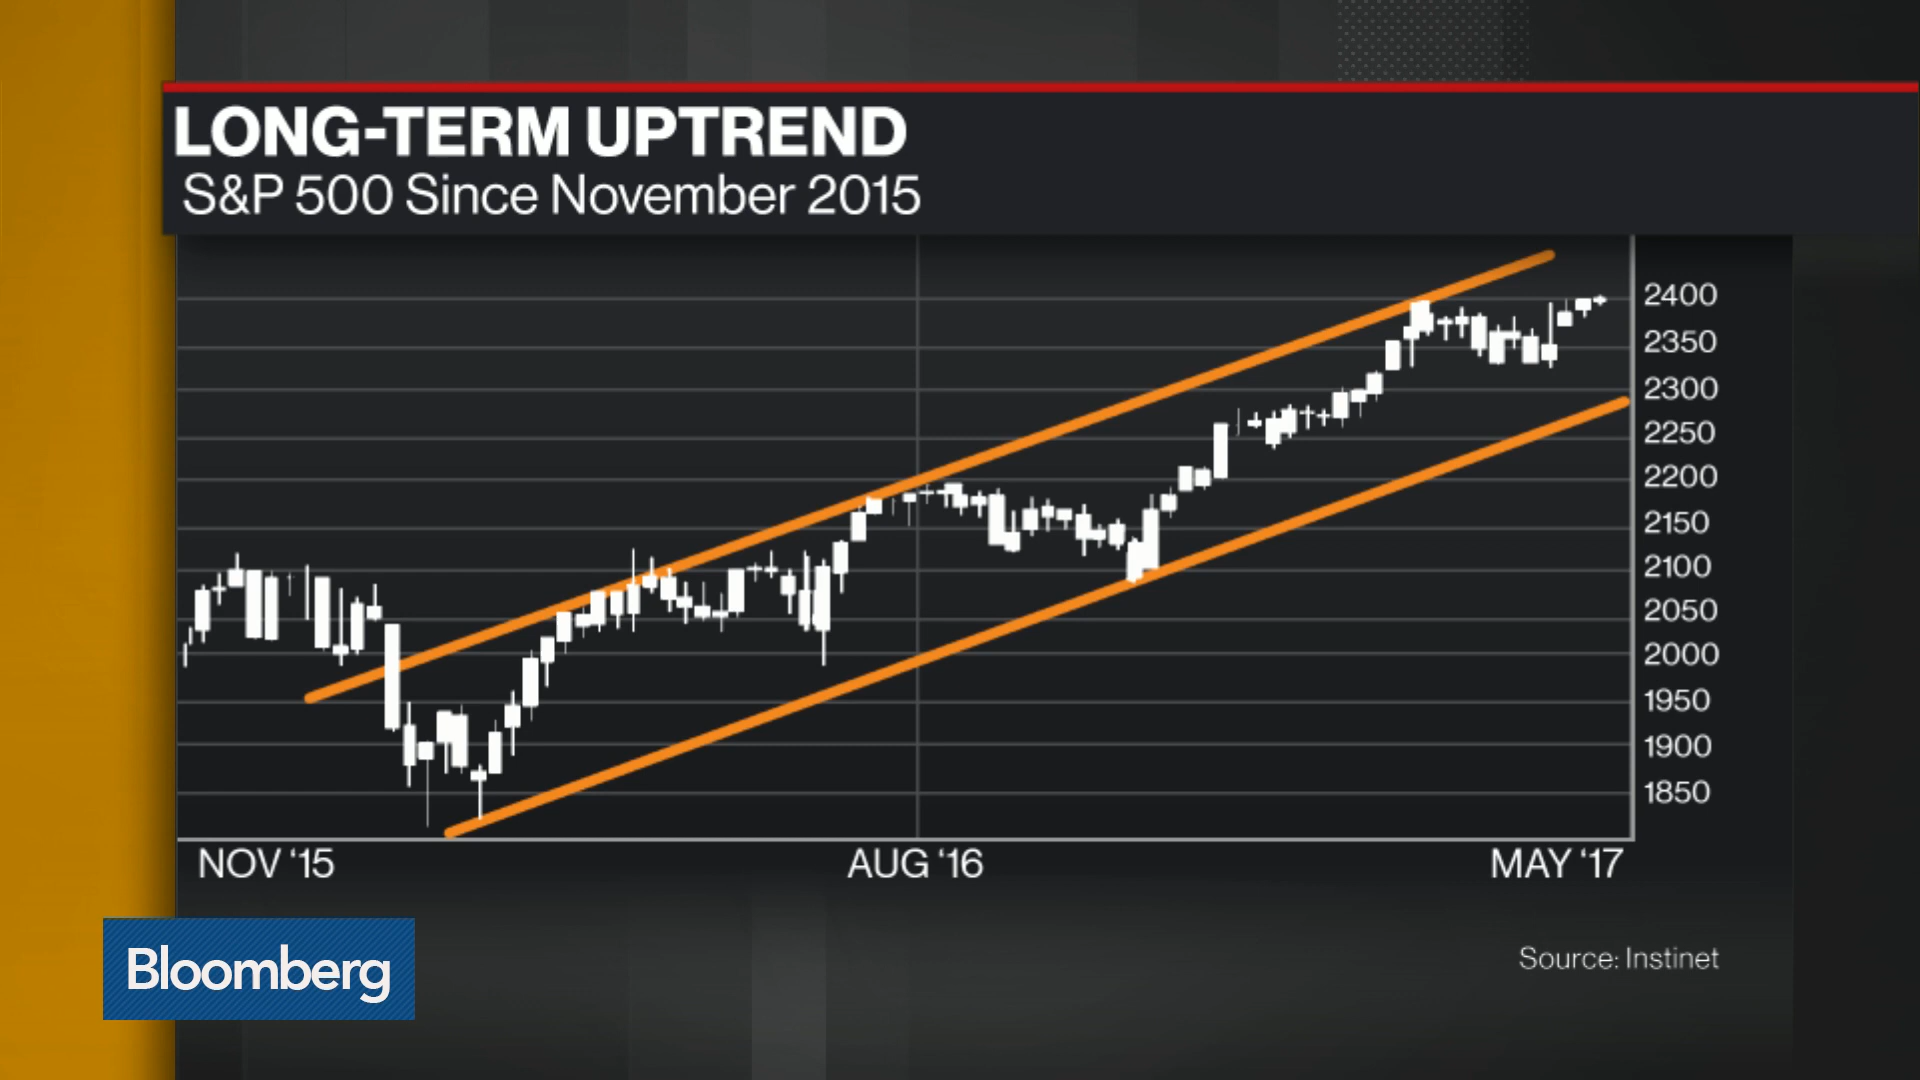 LONG-TERM UPTREND
S&P 500 Since November 2015
2400
2350
2300
2250
2200
2150
2100
2050
2000
1950
1900
1850
NOV ‘15 AUG ‘16 MAY ‘17
Bloomberg
Source: Instinet